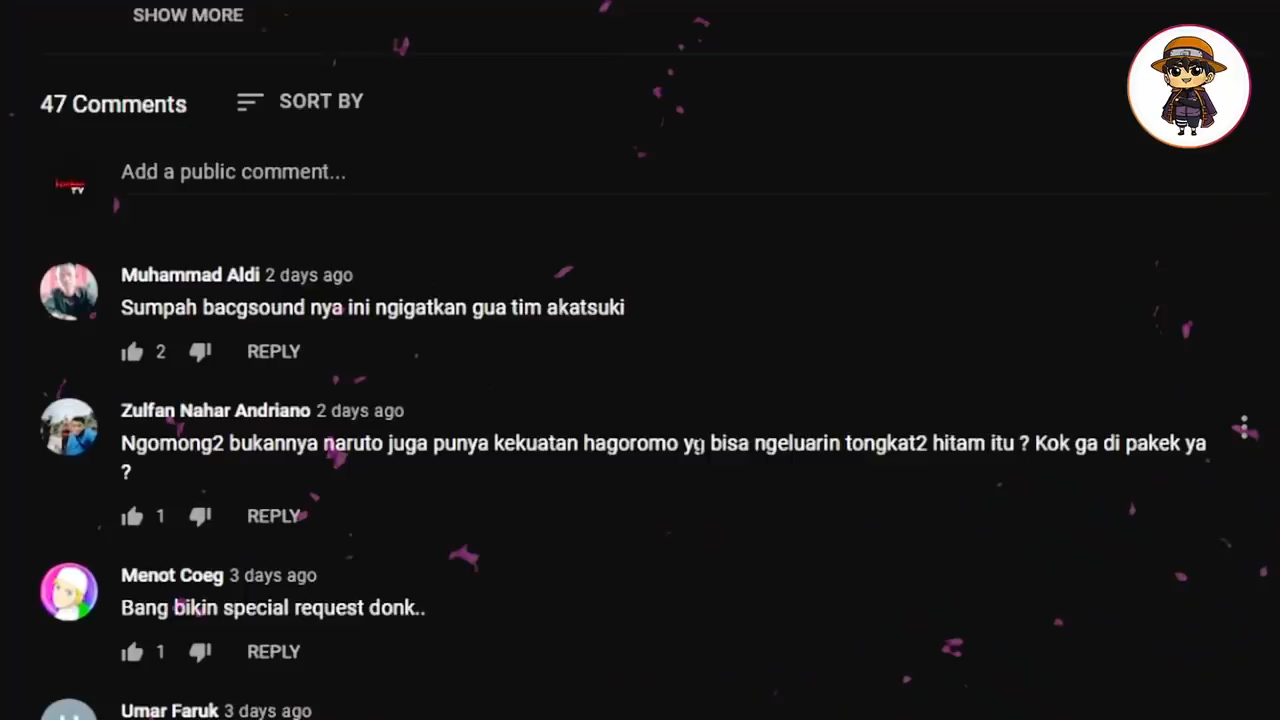 SHOW MORE
47 Comments
SORT BY
Add a public comment...
TV
Muhammad Aldi 2 days ago
Sumpah bacgsound nya ini ngigatkan gua tim akatsuki
2
REPLY
Zulfan Nahar Andriano 2 days ago
Ngomong2 bukannya naruto juga punya kekuatan hagoromo yg bisa ngeluarin tongkat2 hitam itu ? Kok ga di pakek ya
?
1
REPLY
Menot Coeg 3 days ago
Bang bikin special request donk..
1
REPLY
Umar Faruk 3 days ago